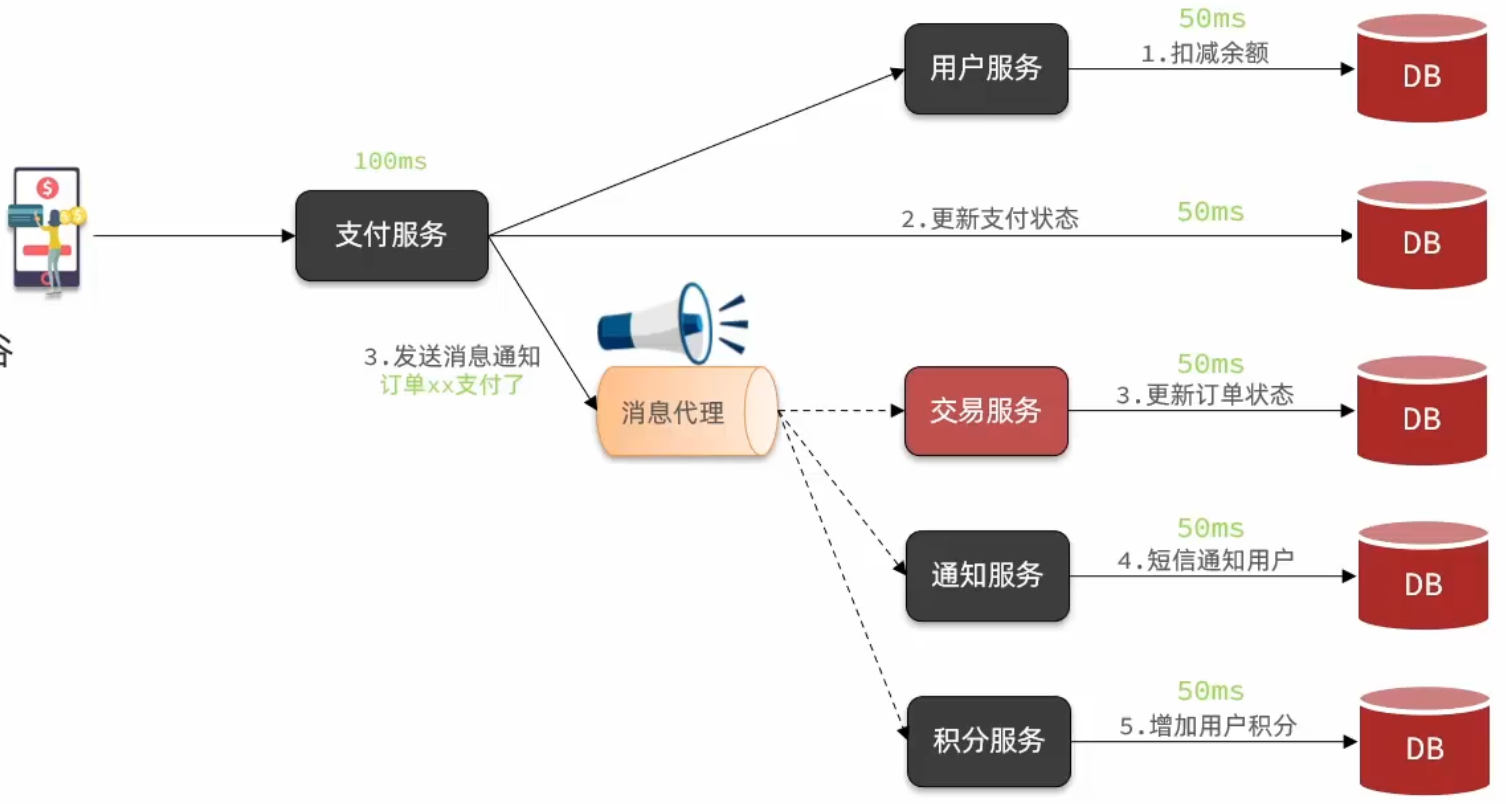 50ms
用户服务
1.扣减余额
DB
100ms
支付服务
2.更新支付状态
50ms
DB
3.发送消息通知
订单xx支付了
消息代理
50ms
交易服务
3.更新订单状态
DB
50ms
通知服务
4.短信通知用户
DB
50ms
积分服务
5.增加用户积分
DB